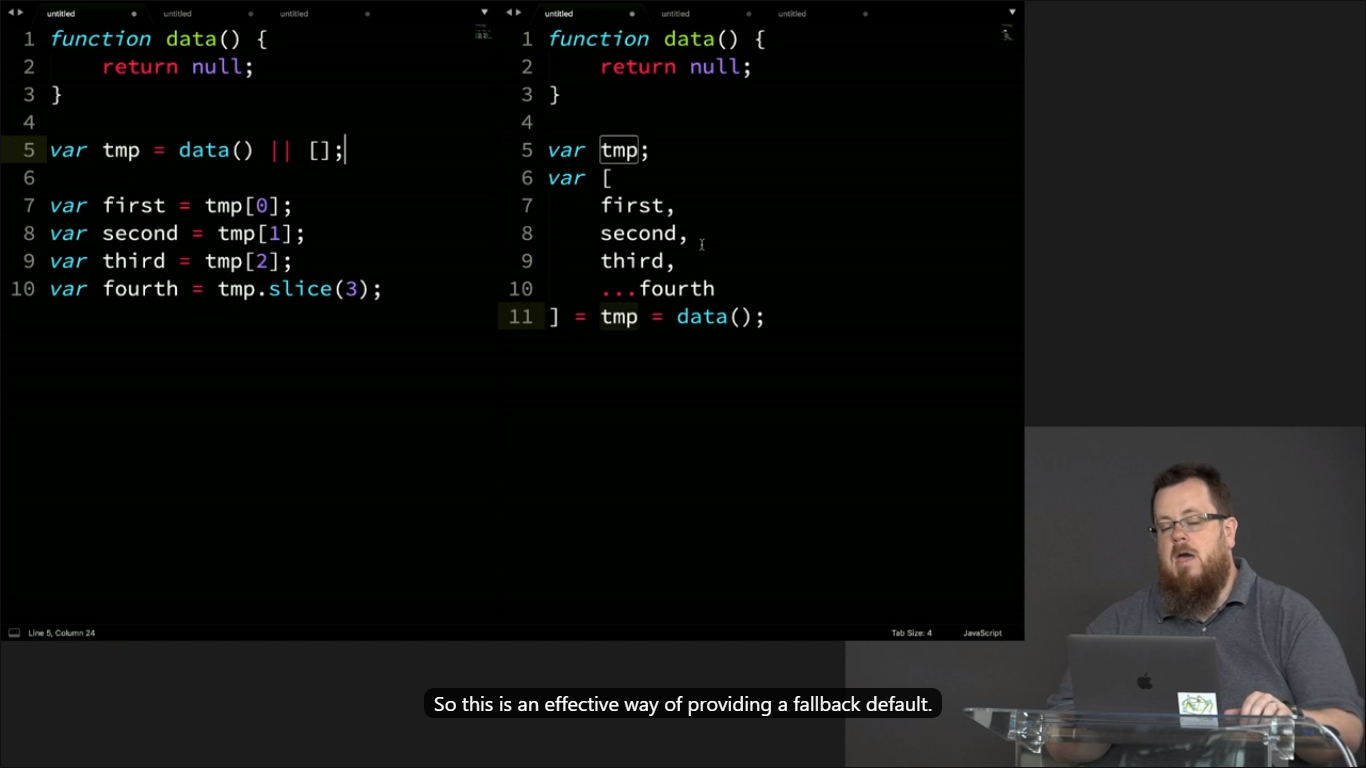 untitled
untitled
untitled
1 function data() {
2     return null;
3 }
4
5 var tmp = data() || [];
6
7 var first = tmp[0];
8 var second = tmp[1];
9 var third = tmp[2];
10 var fourth = tmp.slice(3);
untitled
untitled
untitled
1 function data() {
2     return null;
3 }
4
5 var tmp;
6 var [
7     first,
8     second,
9     third,
10     ...fourth
11 ] = tmp = data();
Line 5, Column 24
Tab Size: 4
JavaScript
So this is an effective way of providing a fallback default.